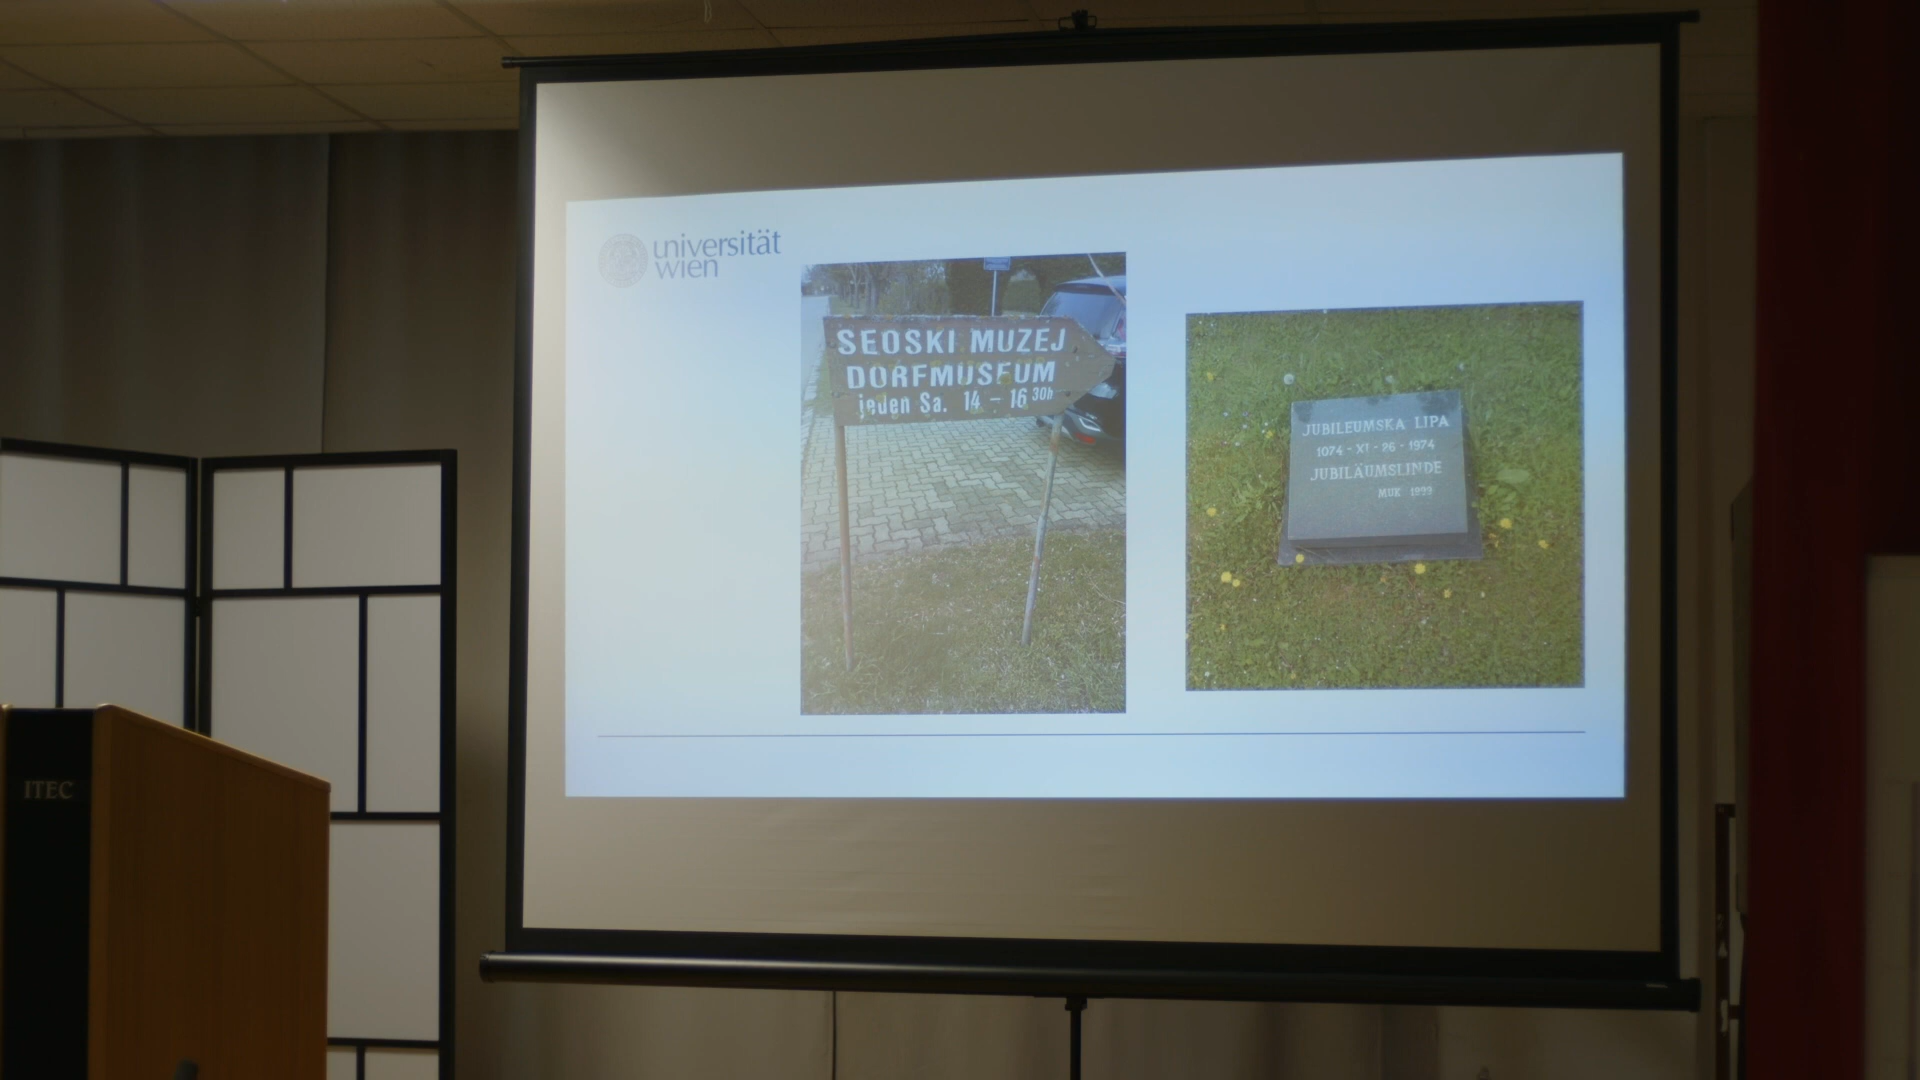 universität
wien
SEOSKI MUZEJ
DORFMUSEUM
jeden Sa. 14 - 16 30h
JUBILEUMSKA LIPA
1074 - XI - 26 - 1974
JUBILÄUMSLINDE
MUK 1999
ITEC